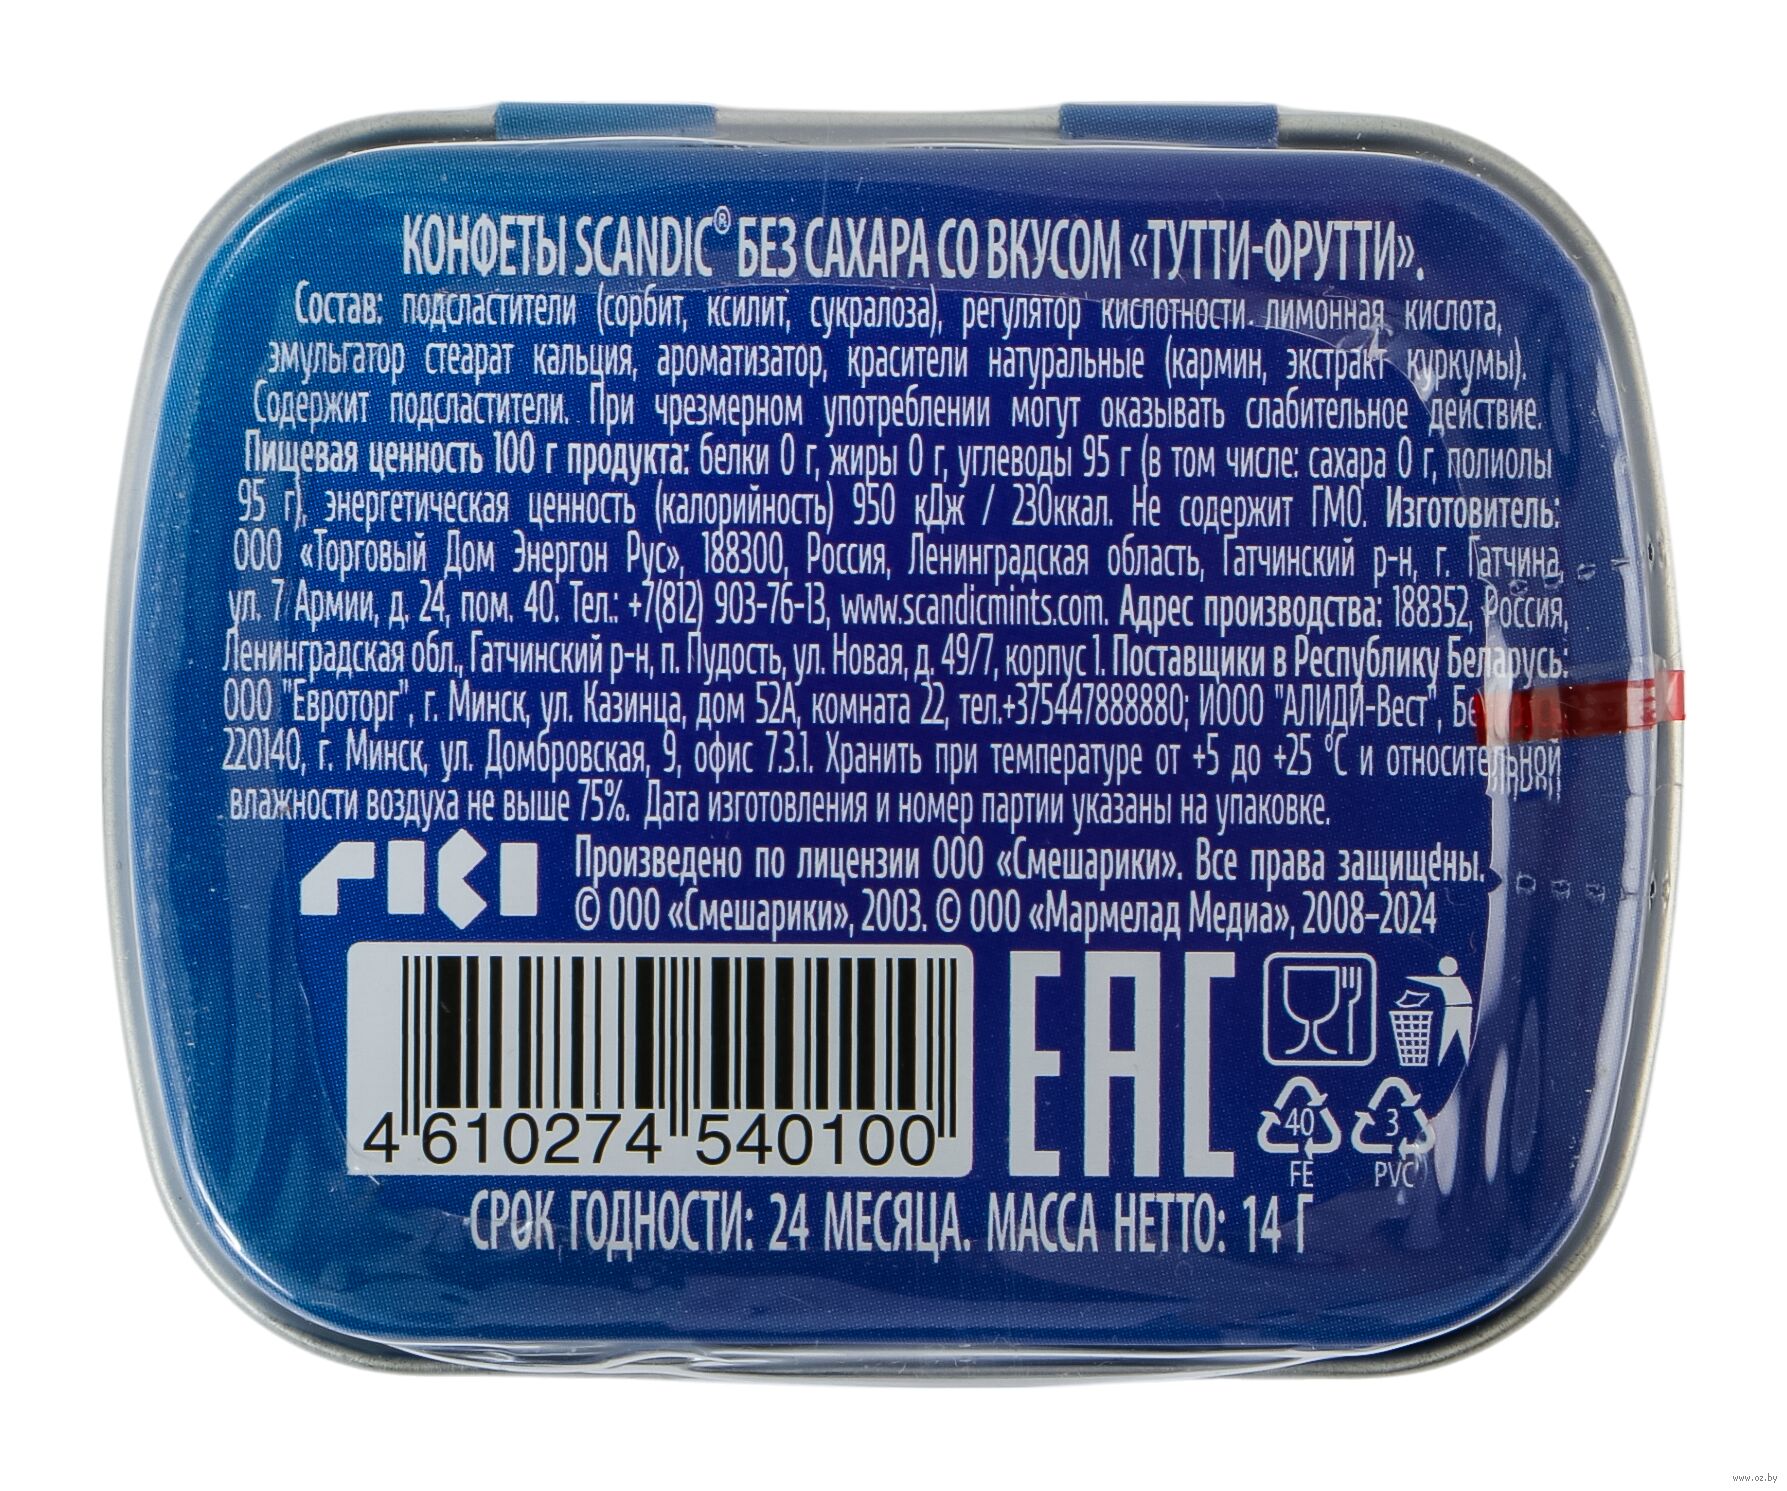 КОНФЕТЫ SCANDIC® БЕЗ САХАРА СО ВКУСОМ «ТУТТИ-ФРУТТИ».
Состав: подсластители (сорбит, ксилит, сукралоза), регулятор кислотности лимонная кислота,
эмульгатор стеарат кальция, ароматизатор, красители натуральные (кармин, экстракт куркумы).
Содержит подсластители. При чрезмерном употреблении могут оказывать слабительное действие.
Пищевая ценность 100 г продукта: белки 0 г, жиры 0 г, углеводы 95 г (в том числе: сахара 0 г, полиолы
95 г), энергетическая ценность (калорийность) 950 кДж / 230ккал. Не содержит ГМО. Изготовитель:
ООО «Торговый Дом Энергон Рус», 188300, Россия, Ленинградская область, Гатчинский р-н, г. Гатчина,
ул. 7 Армии, д. 24, пом. 40. Тел.: +7(812) 903-76-13, www.scandicmints.com. Адрес производства: 188352, Россия,
Ленинградская обл., Гатчинский р-н, п. Пудость, ул. Новая, д. 49/7, корпус 1. Поставщики в Республику Беларусь:
ООО "Евроторг", г. Минск, ул. Казинца, дом 52А, комната 22, тел.+375447888880; ИООО "АЛИДИ-Вест",
220140, г. Минск, ул. Домбровская, 9, офис 7.3.1. Хранить при температуре от +5 до +25 °С и относительной
влажности воздуха не выше 75%. Дата изготовления и номер партии указаны на упаковке.
Произведено по лицензии ООО «Смешарики». Все права защищены.
© ООО «Смешарики», 2003. © ООО «Мармелад Медиа», 2008–2024
4 610274 540100
ЕАС
40
FE
3
PVC
СРОК ГОДНОСТИ: 24 МЕСЯЦА. МАССА НЕТТО: 14 Г
www.oz.by